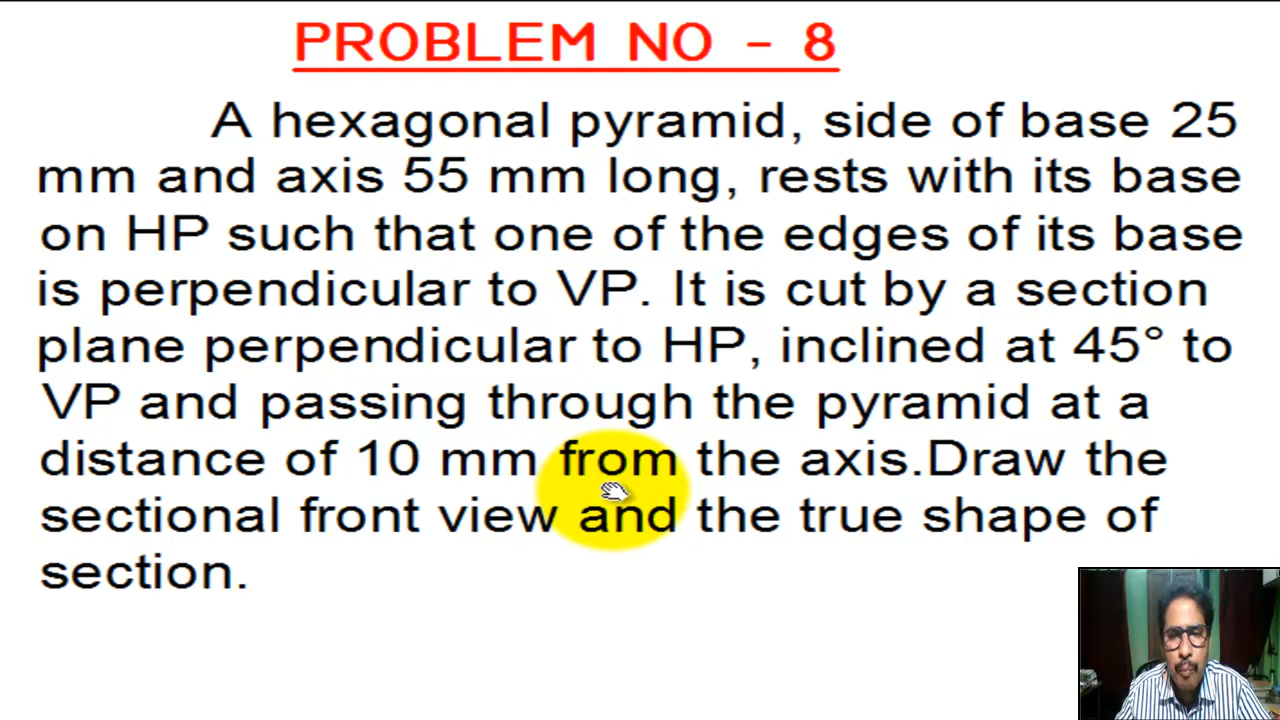 PROBLEM NO - 8
A hexagonal pyramid, side of base 25
mm and axis 55 mm long, rests with its base
on HP such that one of the edges of its base
is perpendicular to VP. It is cut by a section
plane perpendicular to HP, inclined at 45° to
VP and passing through the pyramid at a
distance of 10 mm from the axis.Draw the
sectional front view and the true shape of
section.